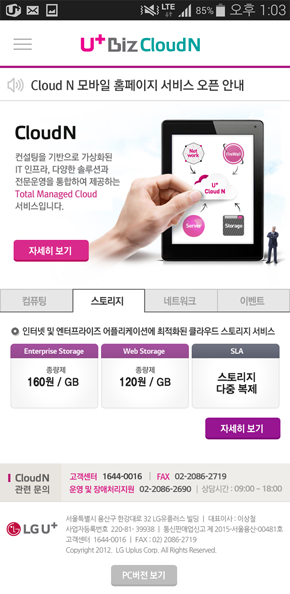 LTE 85% 오후 1:03
U+ Biz CloudN
Cloud N 모바일 홈페이지 서비스 오픈 안내
CloudN
컨설팅을 기반으로 가상화된
IT 인프라, 다양한 솔루션과
전문운영을 통합하여 제공하는
Total Managed Cloud
서비스입니다.
자세히 보기
Net
work
Firewall
U+
Cloud N
Server
Storage
컴퓨팅 스토리지 네트워크 이벤트
인터넷 및 엔터프라이즈 어플리케이션에 최적화된 클라우드 스토리지 서비스
Enterprise Storage Web Storage SLA
종량제 종량제 스토리지
160원 / GB 120원 / GB 다중 복제
자세히 보기
CloudN 고객센터 1644-0016 | FAX 02-2086-2719
관련 문의 운영 및 장애처리지원 02-2086-2690 | 상담시간 : 09:00 ~ 18:00
LG U+
서울특별시 용산구 한강대로 32 LG유플러스 빌딩 | 대표이사 : 이상철
사업자등록번호 220-81-39938 | 통신판매업신고 제 2015-서울용산-00481호
고객센터 1644-0016 | FAX : 02) 2086-2719
Copyright 2012. LG Uplus Corp. All Rights Reserved.
PC버전 보기